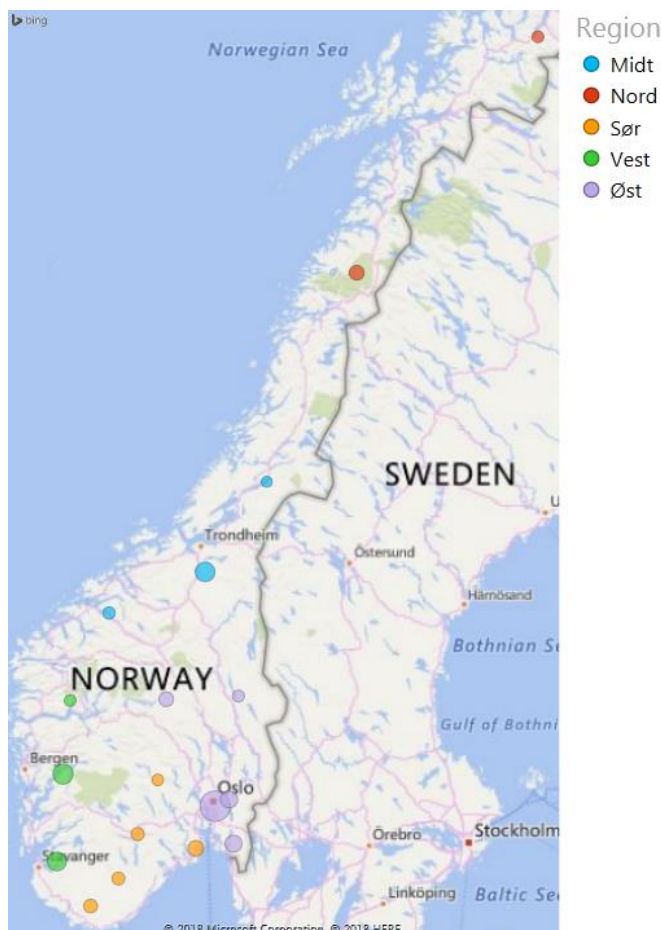 bing
Norwegian Sea
Region
Midt
Nord
Sør
Vest
Øst
SWEDEN
Trondheim
Östersund
Härnösand
Bothnian Se
NORWAY
Gulf of Bothni
Bergen
Oslo
Stockholm
Örebro
Stavanger
Linköping
Baltic Se
© 2018 Microsoft Corporation, © 2018 HERE